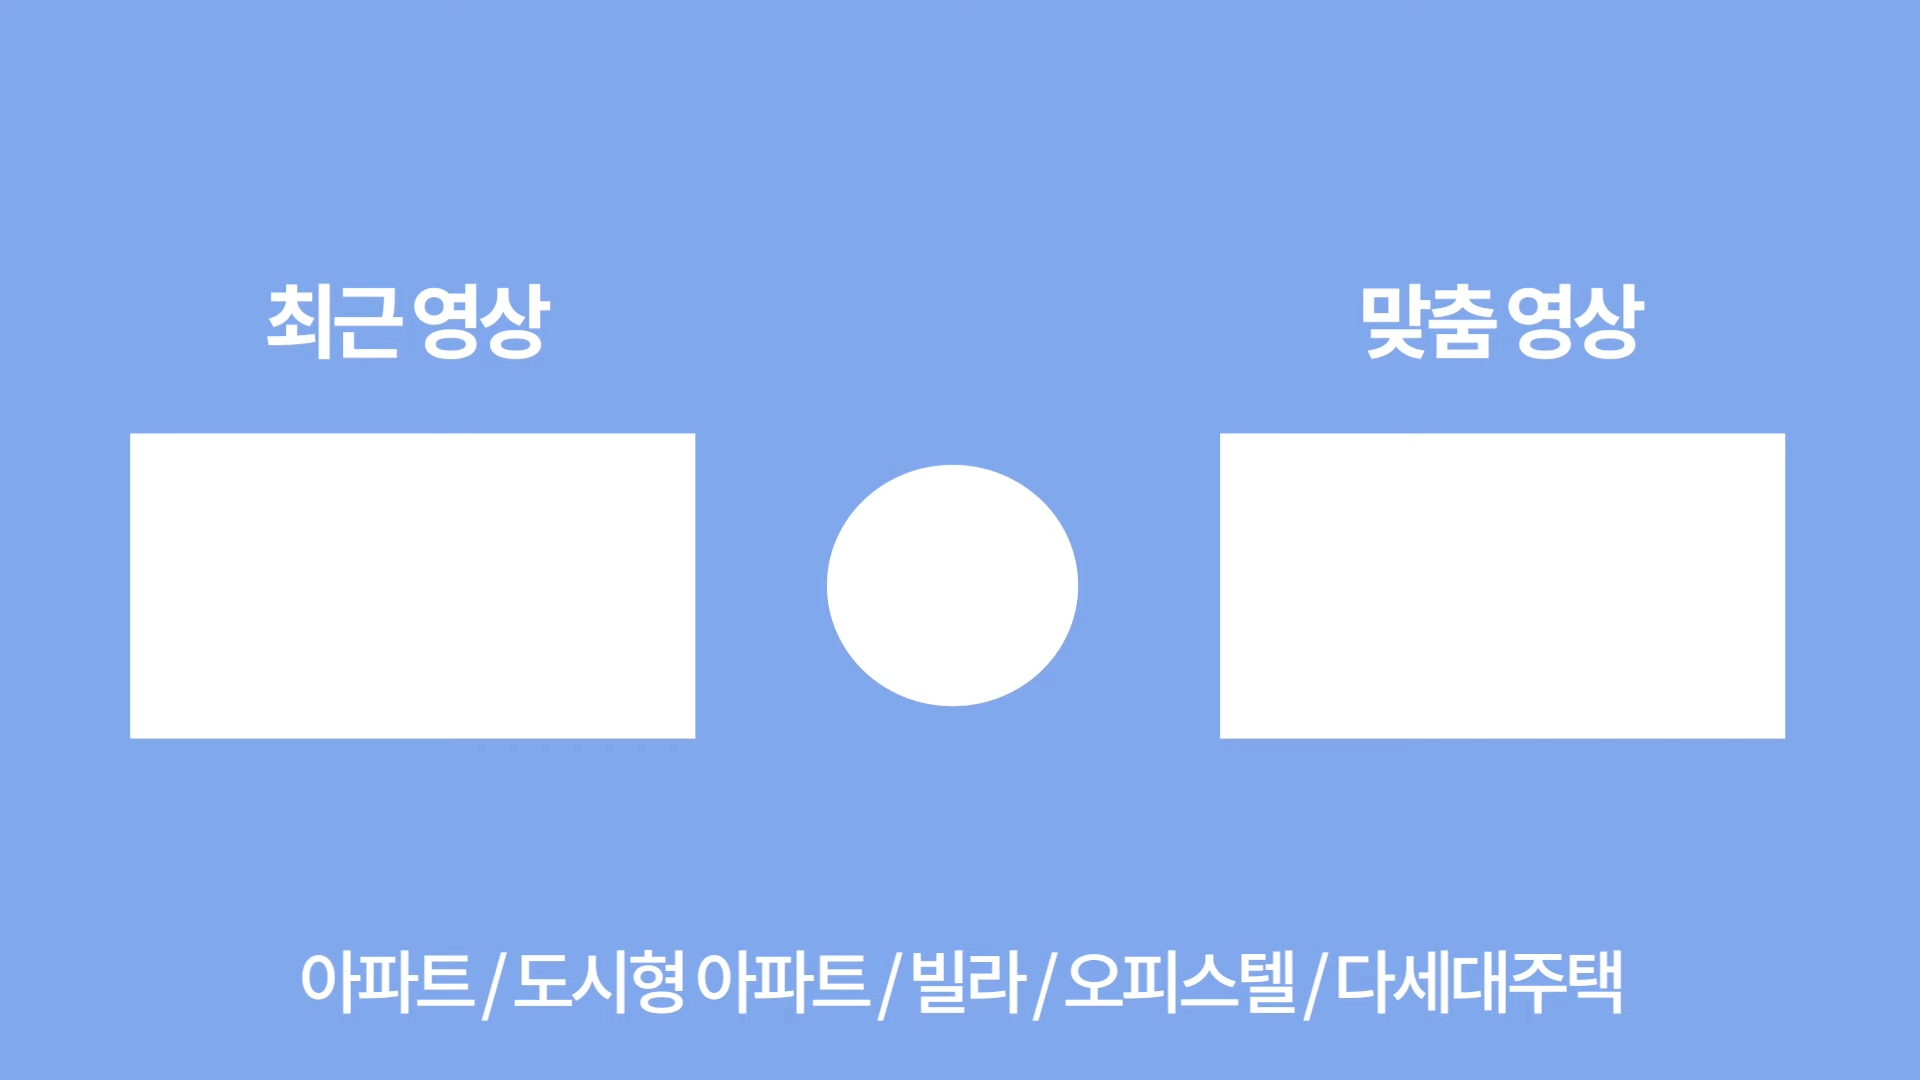 최근 영상
맞춤 영상
아파트 / 도시형 아파트 / 빌라 / 오피스텔 / 다세대주택